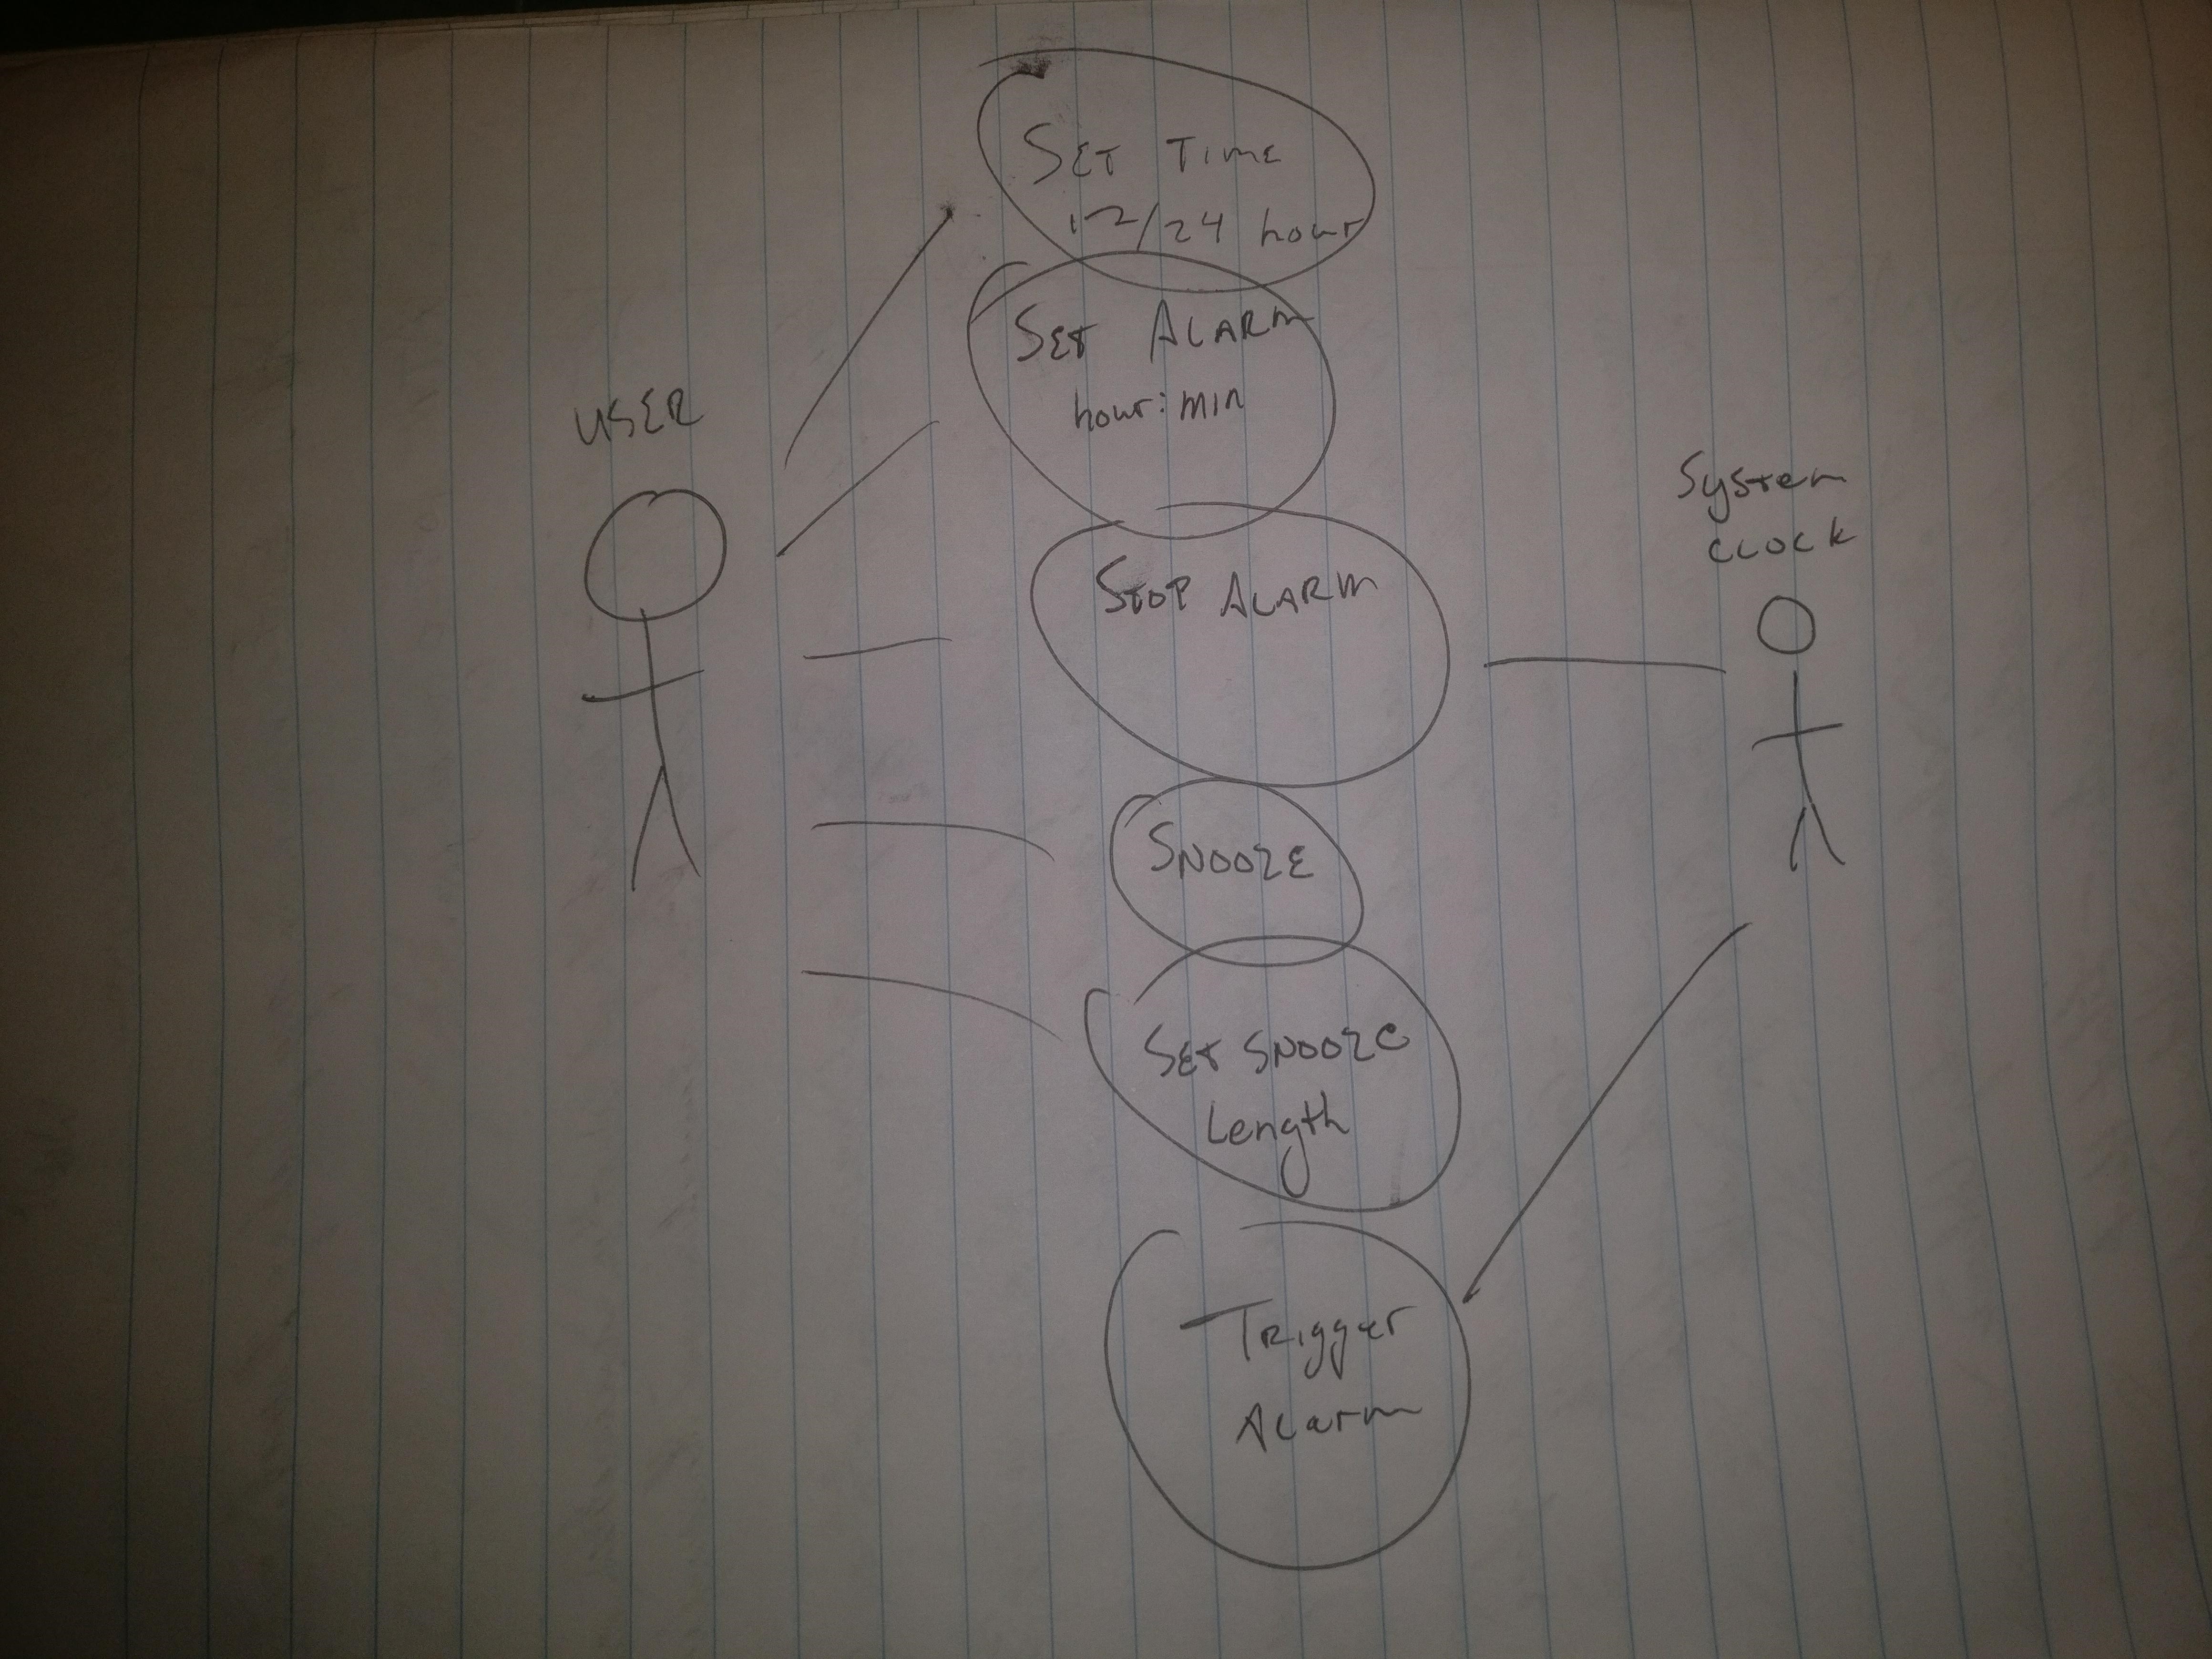 SET TIME
12/24 hour
SET ALARM
hour:min
USER
System
CLOCK
STOP ALARM
SNOOZE
SET SNOOZE
Length
TRIgger
ALarm